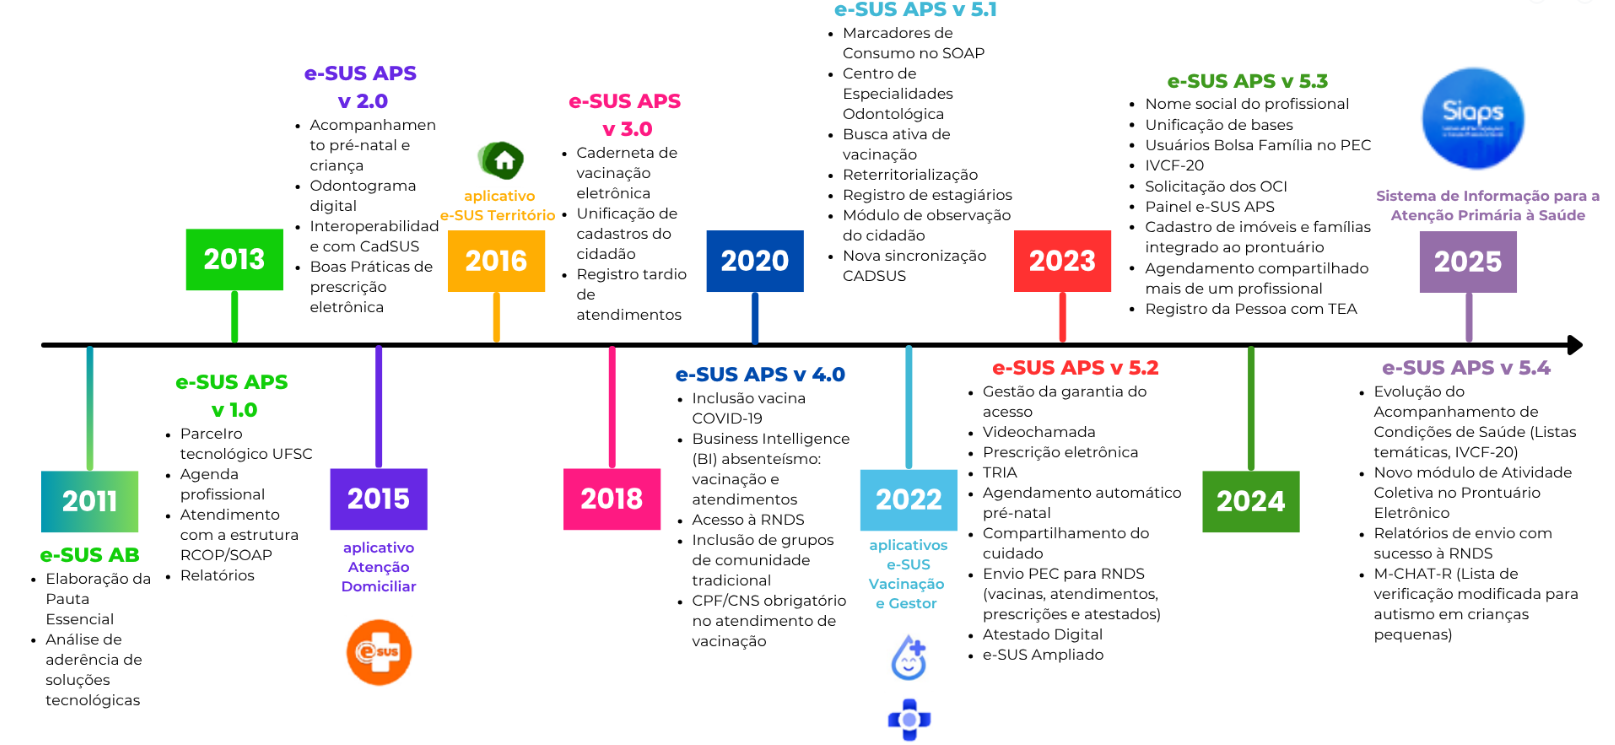 e-SUS APS v 5.1
Marcadores de
Consumo no SOAP
Centro de
Especialidades
Odontológica
Busca ativa de
vacinação
Reterritorialização
Registro de estagiários
Módulo de observação
do cidadão
Nova sincronização
CADSUS
e-SUS APS
v 2.0
Acompanhamen
to pré-natal e
criança
Odontograma
digital
Interoperabilidad
e com CadSUS
Boas Práticas de
prescrição
eletrônica
e-SUS APS
v 3.0
Caderneta de
vacinação
eletrônica
Unificação de
cadastros do
cidadão
Registro tardio
de
atendimentos
e-SUS APS v 5.3
Nome social do profissional
Unificação de bases
Usuários Bolsa Família no PEC
IVCF-20
Solicitação dos OCI
Painel e-SUS APS
Cadastro de imóveis e famílias
integrado ao prontuário
Agendamento compartilhado
mais de um profissional
Registro da Pessoa com TEA
Siaps
Sistema de Informação para a
Atenção Primária à Saúde
aplicativo
e-SUS Território
2013
2016
2020
2023
2025
e-SUS APS
v 1.0
Parcelro
tecnológico UFSC
Agenda
profissional
Atendimento
com a estrutura
RCOP/SOAP
Relatórios
e-SUS APS v 4.0
Inclusão vacina
COVID-19
Business Intelligence
(BI) absenteísmo:
vacinação e
atendimentos
Acesso à RNDS
Inclusão de grupos
de comunidade
tradicional
CPF/CNS obrigatório
no atendimento de
vacinação
e-SUS APS v 5.2
Gestão da garantia do
acesso
Videochamada
Prescrição eletrônica
TRIA
Agendamento automático
pré-natal
Compartilhamento do
cuidado
Envio PEC para RNDS
(vacinas, atendimentos,
prescrições e atestados)
Atestado Digital
e-SUS Ampliado
e-SUS APS v 5.4
Evolução do
Acompanhamento de
Condições de Saúde (Listas
temáticas, IVCF-20)
Novo módulo de Atividade
Coletiva no Prontuário
Eletrônico
Relatórios de envio com
sucesso à RNDS
M-CHAT-R (Lista de
verificação modificada para
autismo em crianças
pequenas)
2011
2015
2018
2022
2024
e-SUS AB
Elaboração da
Pauta
Essencial
Análise de
aderência de
soluções
tecnológicas
aplicativo
Atenção
Domiciliar
e SUS
aplicativos
e-SUS
Vacinação
e Gestor